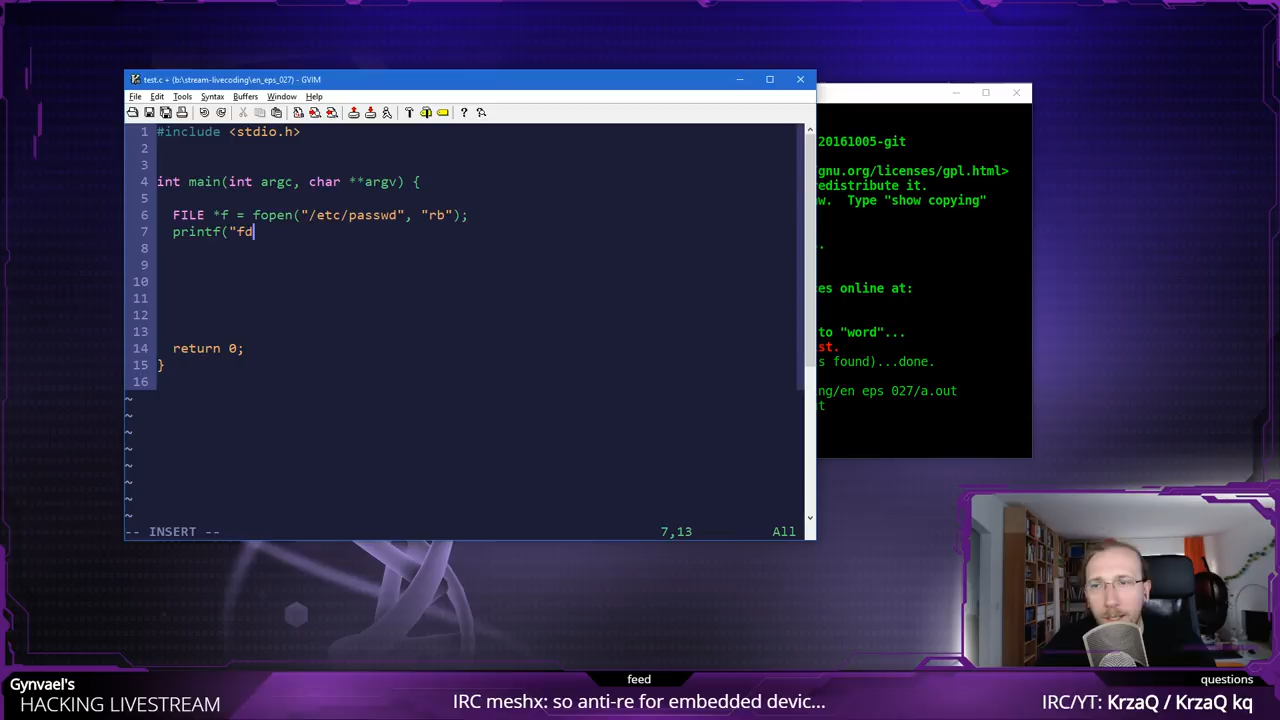 test.c + (b:\stream-livecoding\en_eps_027) - GVIM
File Edit Tools Syntax Buffers Window Help
1 #include <stdio.h>
2
3
4 int main(int argc, char **argv) {
5
6 FILE *f = fopen("/etc/passwd", "rb");
7 printf("fd
8
9
10
11
12
13
14 return 0;
15 }
16
~
~
~
~
~
~
~
~
-- INSERT -- 7,13 All
20161005-git
gnu.org/licenses/gpl.html>
redistribute it.
w. Type "show copying"
.
ces online at:
to "word"...
st.
s found)...done.
ng/en eps 027/a.out
t
Gynvael's
HACKING LIVESTREAM
feed
IRC meshx: so anti-re for embedded devic...
questions
IRC/YT: KrzaQ / KrzaQ kq